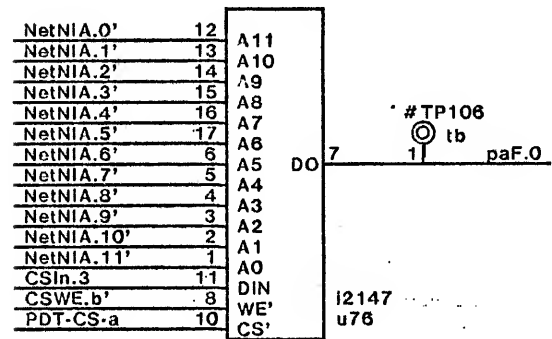 NetNIA.0' 12 A11
NetNIA.1' 13 A10
NetNIA.2' 14 A9
NetNIA.3' 15 A8
NetNIA.4' 16 A7
NetNIA.5' 17 A6
NetNIA.6' 6 A5
NetNIA.7' 5 A4
NetNIA.8' 4 A3
NetNIA.9' 3 A2
NetNIA.10' 2 A1
NetNIA.11' 1 A0
CSIn.3 11 DIN
CSWE.b' 8 WE'
PDT-CS-a 10 CS'
DO 7 1 paF.0
#TP106
tb
i2147
u76